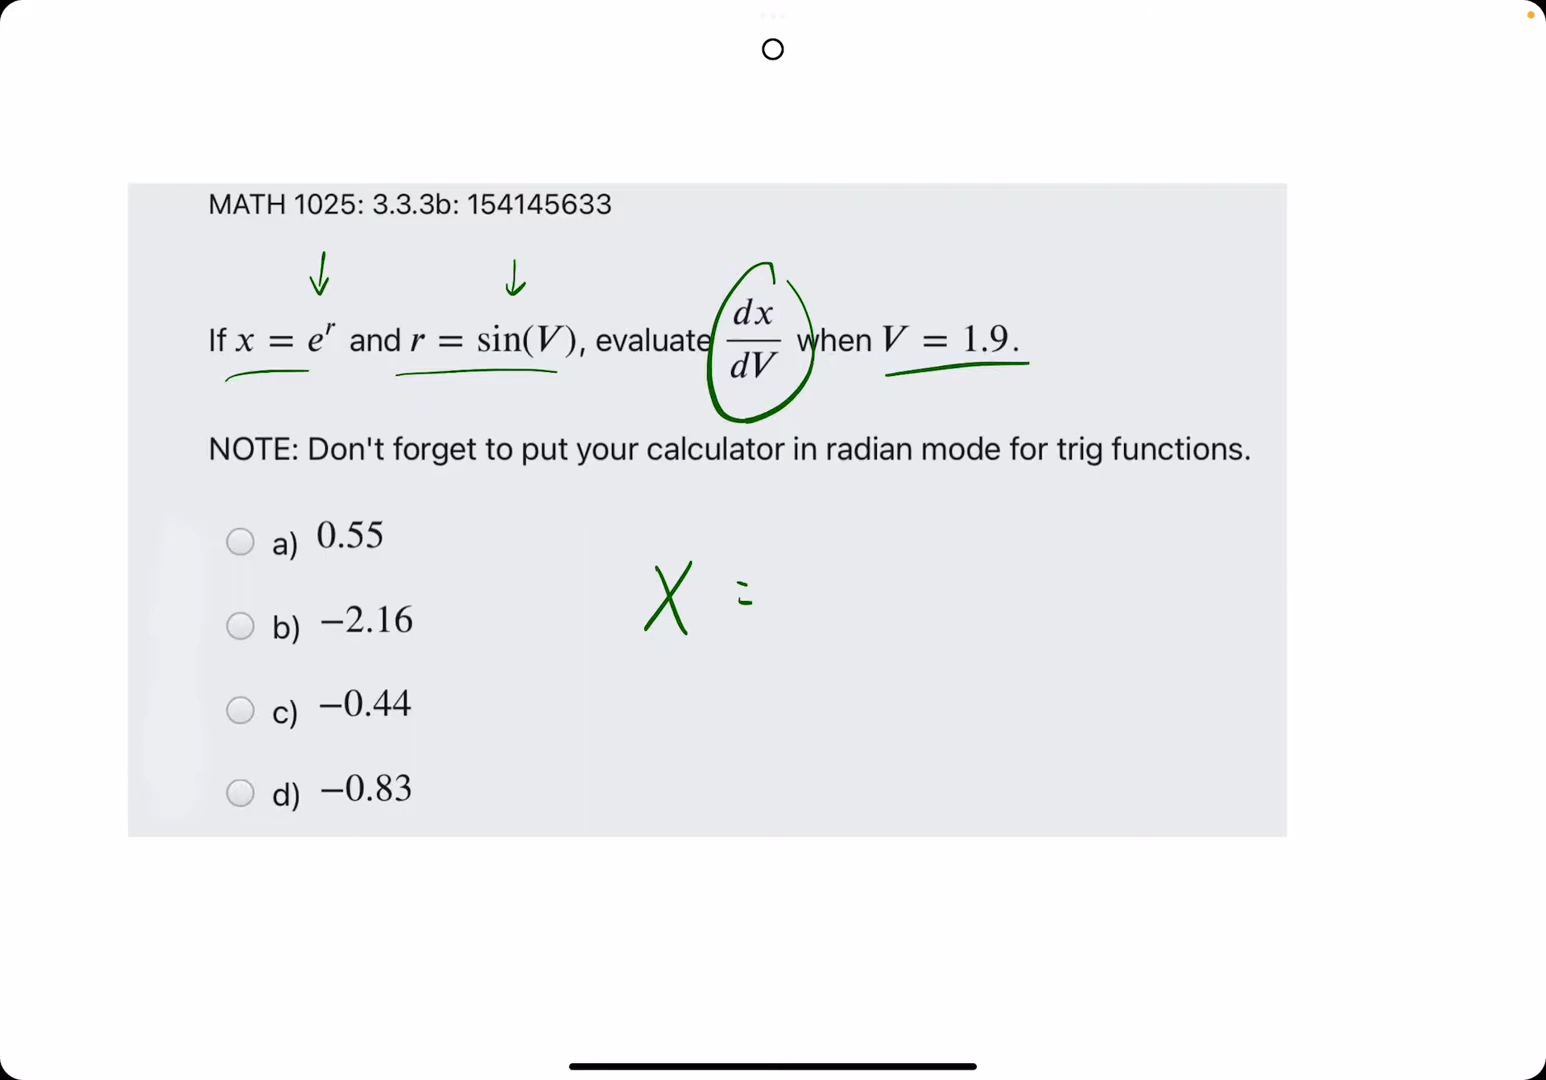 MATH 1025: 3.3.3b: 154145633
If x = e^r and r = sin(V), evaluate dx/dV when V = 1.9.
NOTE: Don't forget to put your calculator in radian mode for trig functions.
a) 0.55
b) −2.16
c) −0.44
d) −0.83
X =